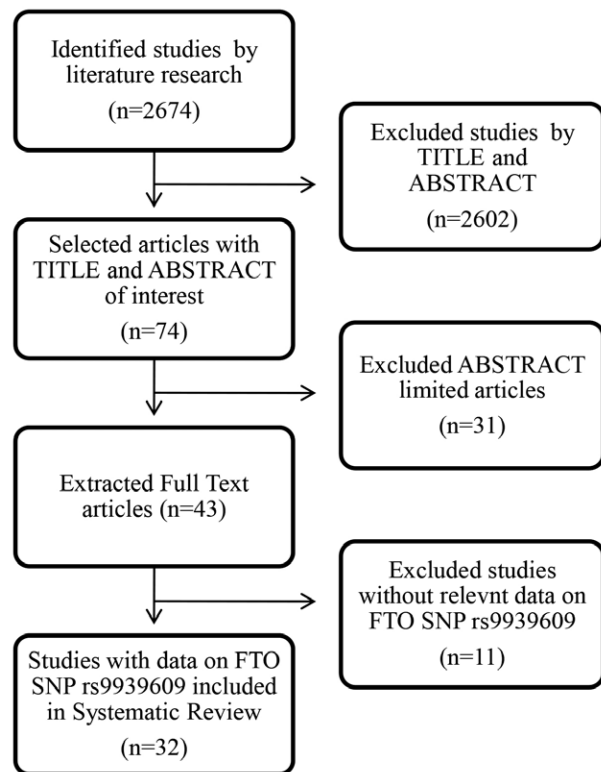 Identified studies by
literature research
(n=2674)
Excluded studies by
TITLE and
ABSTRACT
(n=2602)
Selected articles with
TITLE and ABSTRACT
of interest
(n=74)
Excluded ABSTRACT
limited articles
(n=31)
Extracted Full Text
articles (n=43)
Excluded studies
without relevnt data on
FTO SNP rs9939609
(n=11)
Studies with data on FTO
SNP rs9939609 included
in Systematic Review
(n=32)